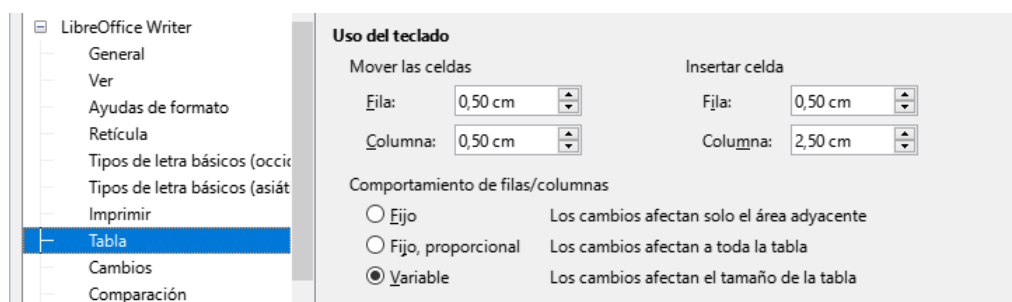 LibreOffice Writer
General
Ver
Ayudas de formato
Retícula
Tipos de letra básicos (occid
Tipos de letra básicos (asiát
Imprimir
Tabla
Cambios
Comparación
Uso del teclado
Mover las celdas
Fila: 0,50 cm
Columna: 0,50 cm
Insertar celda
Fila: 0,50 cm
Columna: 2,50 cm
Comportamiento de filas/columnas
Fijo Los cambios afectan solo el área adyacente
Fijo, proporcional Los cambios afectan a toda la tabla
Variable Los cambios afectan el tamaño de la tabla